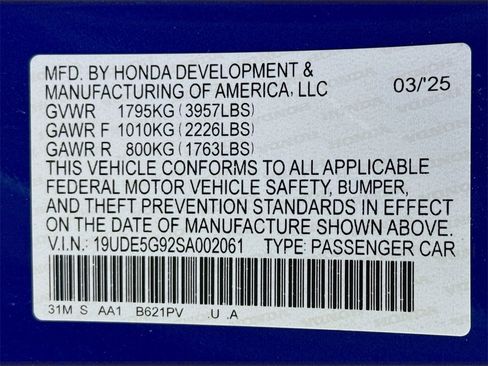 MFD. BY HONDA DEVELOPMENT &
MANUFACTURING OF AMERICA, LLC 03/'25
GVWR 1795KG (3957LBS)
GAWR F 1010KG (2226LBS)
GAWR R 800KG (1763LBS)
THIS VEHICLE CONFORMS TO ALL APPLICABLE
FEDERAL MOTOR VEHICLE SAFETY, BUMPER,
AND THEFT PREVENTION STANDARDS IN EFFECT
ON THE DATE OF MANUFACTURE SHOWN ABOVE.
V.I.N.: 19UDE5G92SA002061 TYPE: PASSENGER CAR
31M S AA1 B621PV .U .A